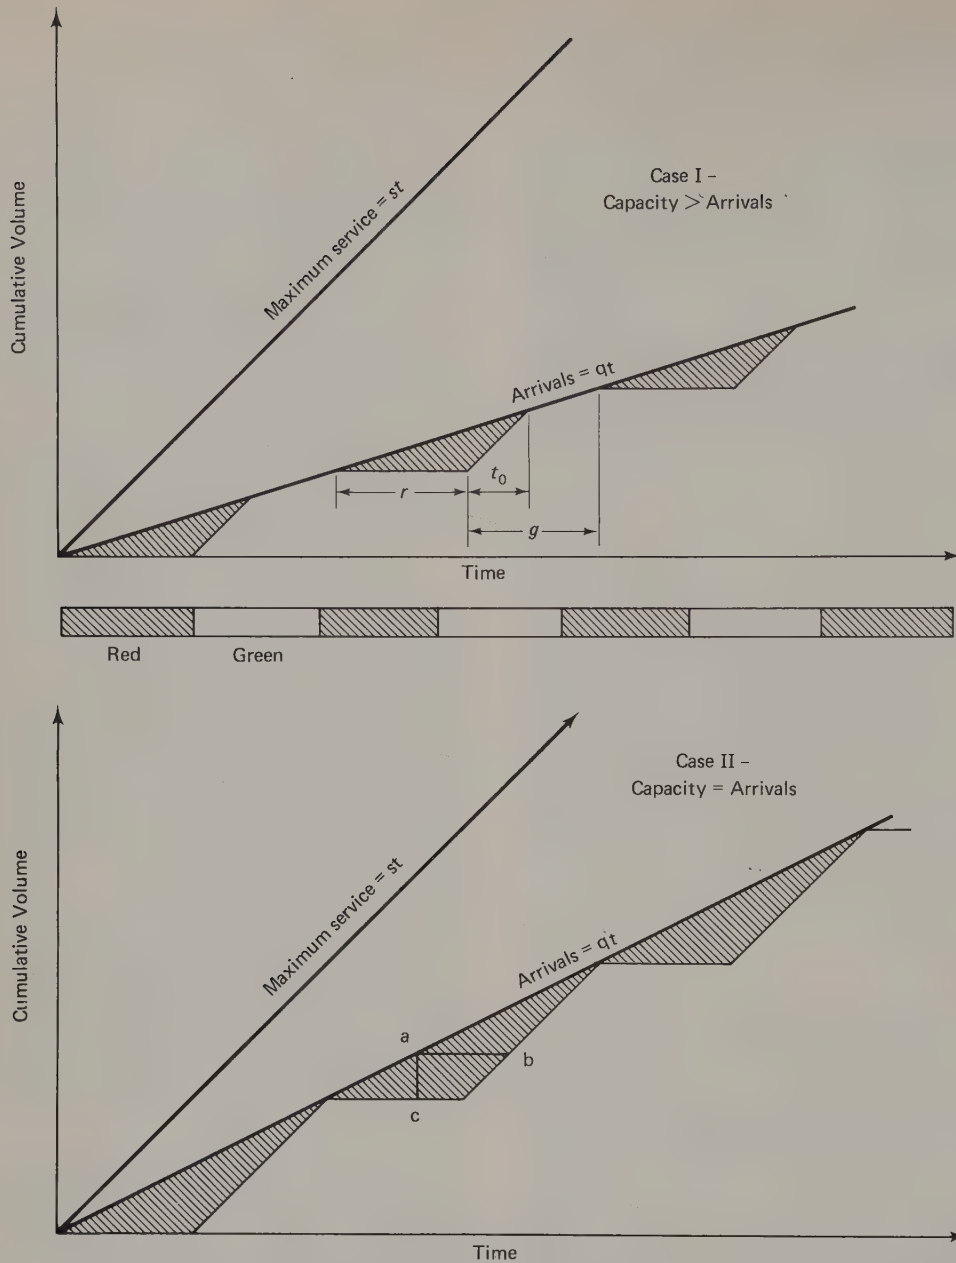 Cumulative Volume
Maximum service = st
Case I –
Capacity > Arrivals
Arrivals = qt
r
t₀
g
Time
Red
Green
Cumulative Volume
Maximum service = st
Case II –
Capacity = Arrivals
Arrivals = qt
a
b
c
Time